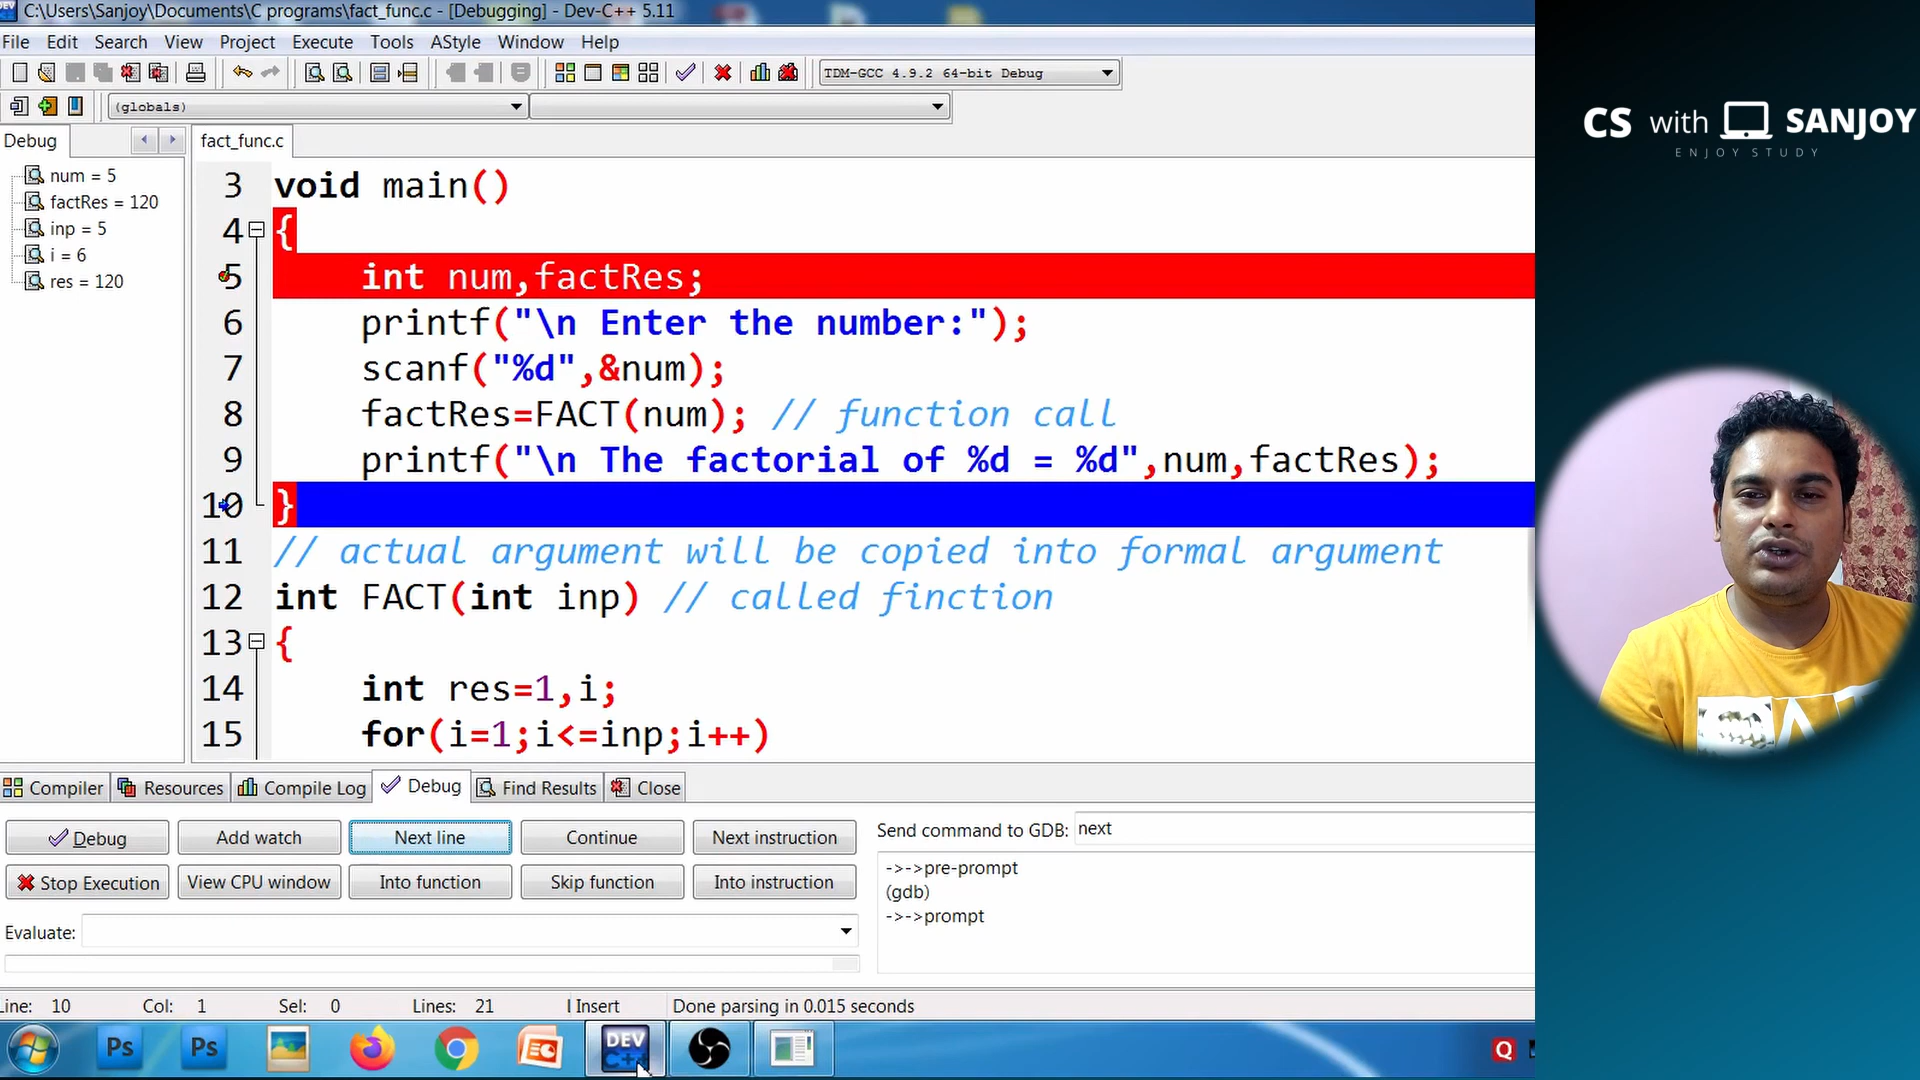 C:\Users\Sanjoy\Documents\C programs\fact_func.c - [Debugging] - Dev-C++ 5.11
File Edit Search View Project Execute Tools AStyle Window Help
TDM-GCC 4.9.2 64-bit Debug
(globals)
Debug
fact_func.c
num = 5
factRes = 120
inp = 5
i = 6
res = 120
3 void main()
4 {
5 int num,factRes;
6 printf("\n Enter the number:");
7 scanf("%d",&num);
8 factRes=FACT(num); // function call
9 printf("\n The factorial of %d = %d",num,factRes);
10 }
11 // actual argument will be copied into formal argument
12 int FACT(int inp) // called finction
13 {
14 int res=1,i;
15 for(i=1;i<=inp;i++)
Compiler Resources Compile Log Debug Find Results Close
Debug Add watch Next line Continue Next instruction
Stop Execution View CPU window Into function Skip function Into instruction
Evaluate:
Send command to GDB: next
->->pre-prompt
(gdb)
->->prompt
Line: 10 Col: 1 Sel: 0 Lines: 21 Insert Done parsing in 0.015 seconds
Ps Ps DEV C++ Q
CS with SANJOY
ENJOY STUDY